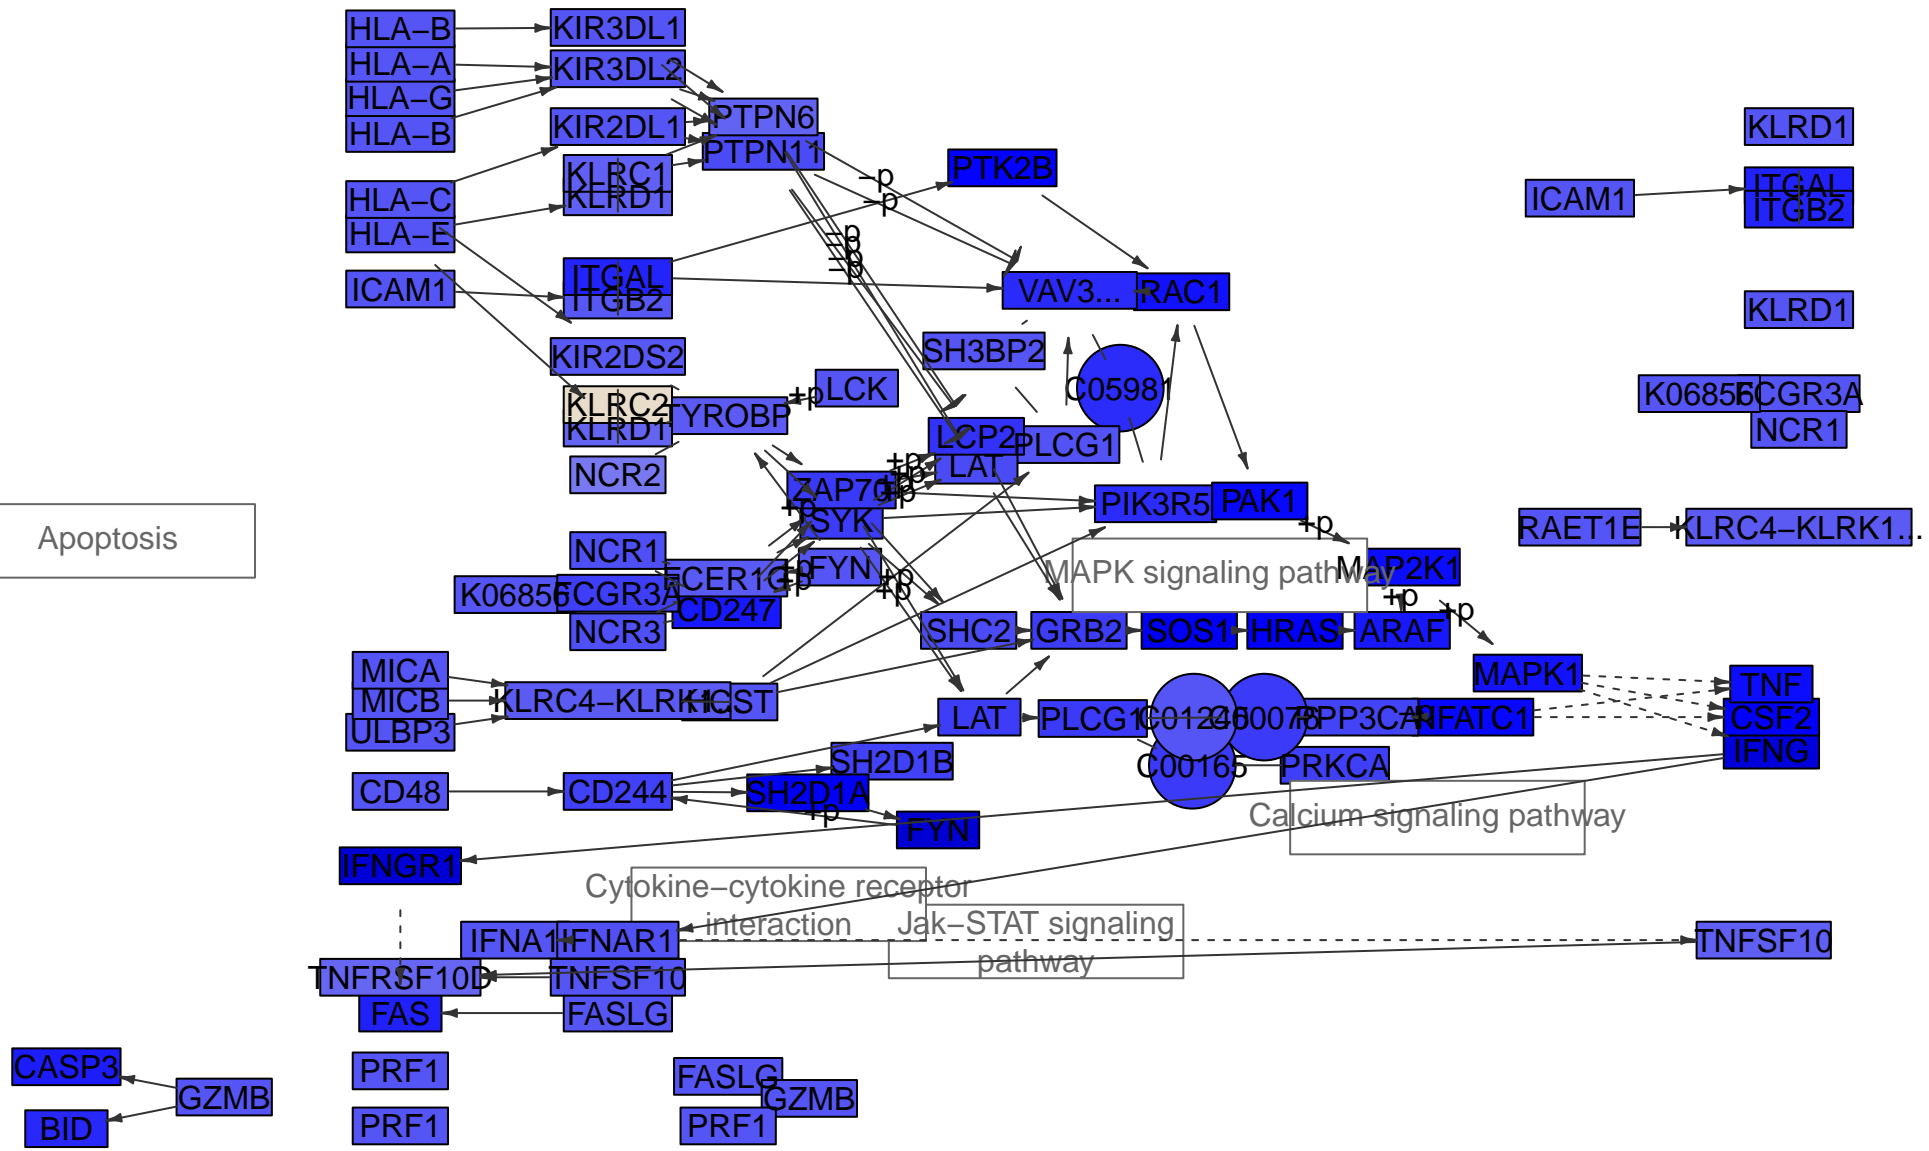 HLA−B
KIR3DL1
HLA−A
KIR3DL2
HLA−G
HLA−B
KIR2DL1
PTPN6
PTPN11
KLRC1
KLRD1
HLA−C
HLA−E
PTK2B
−p
−p
−p
−p
−p
−p
ICAM1
ITGAL
ITGB2
VAV3...
RAC1
KLRD1
ICAM1
ITGAL
ITGB2
KLRD1
KIR2DS2
SH3BP2
C05981
LCK
+p
KLRC2
KLRD1
TYROBP
NCR2
LCP2
LAT
PLCG1
K06856
FCGR3A
NCR1
ZAP70
SYK
+p
+p
+p
+p
+p
PIK3R5
PAK1
+p
RAET1E
KLRC4−KLRK1...
Apoptosis
NCR1
FCER1G
FYN
+p
+p
+p
+p
K06856
FCGR3A
CD247
NCR3
MAPK signaling pathway
MAP2K1
+p
+p
SHC2
GRB2
SOS1
HRAS
ARAF
MICA
MICB
ULBP3
KLRC4−KLRK1...
HCST
MAPK1
TNF
CSF2
IFNG
LAT
PLCG1
C01245
C00076
PPP3CA
NFATC1
C00165
PRKCA
SH2D1B
CD48
CD244
SH2D1A
+p
FYN
Calcium signaling pathway
IFNGR1
Cytokine−cytokine receptor
interaction
Jak−STAT signaling
pathway
IFNA1
IFNAR1
TNFSF10
TNFRSF10D
TNFSF10
FAS
FASLG
CASP3
GZMB
BID
PRF1
PRF1
FASLG
GZMB
PRF1